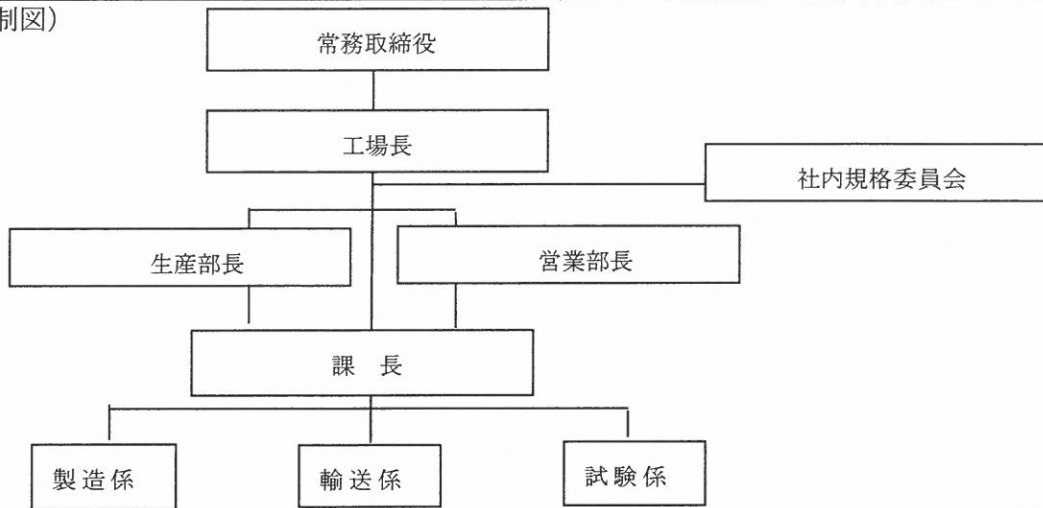 制図）
常務取締役
工場長
社内規格委員会
生産部長
営業部長
課　長
製造係
輸送係
試験係